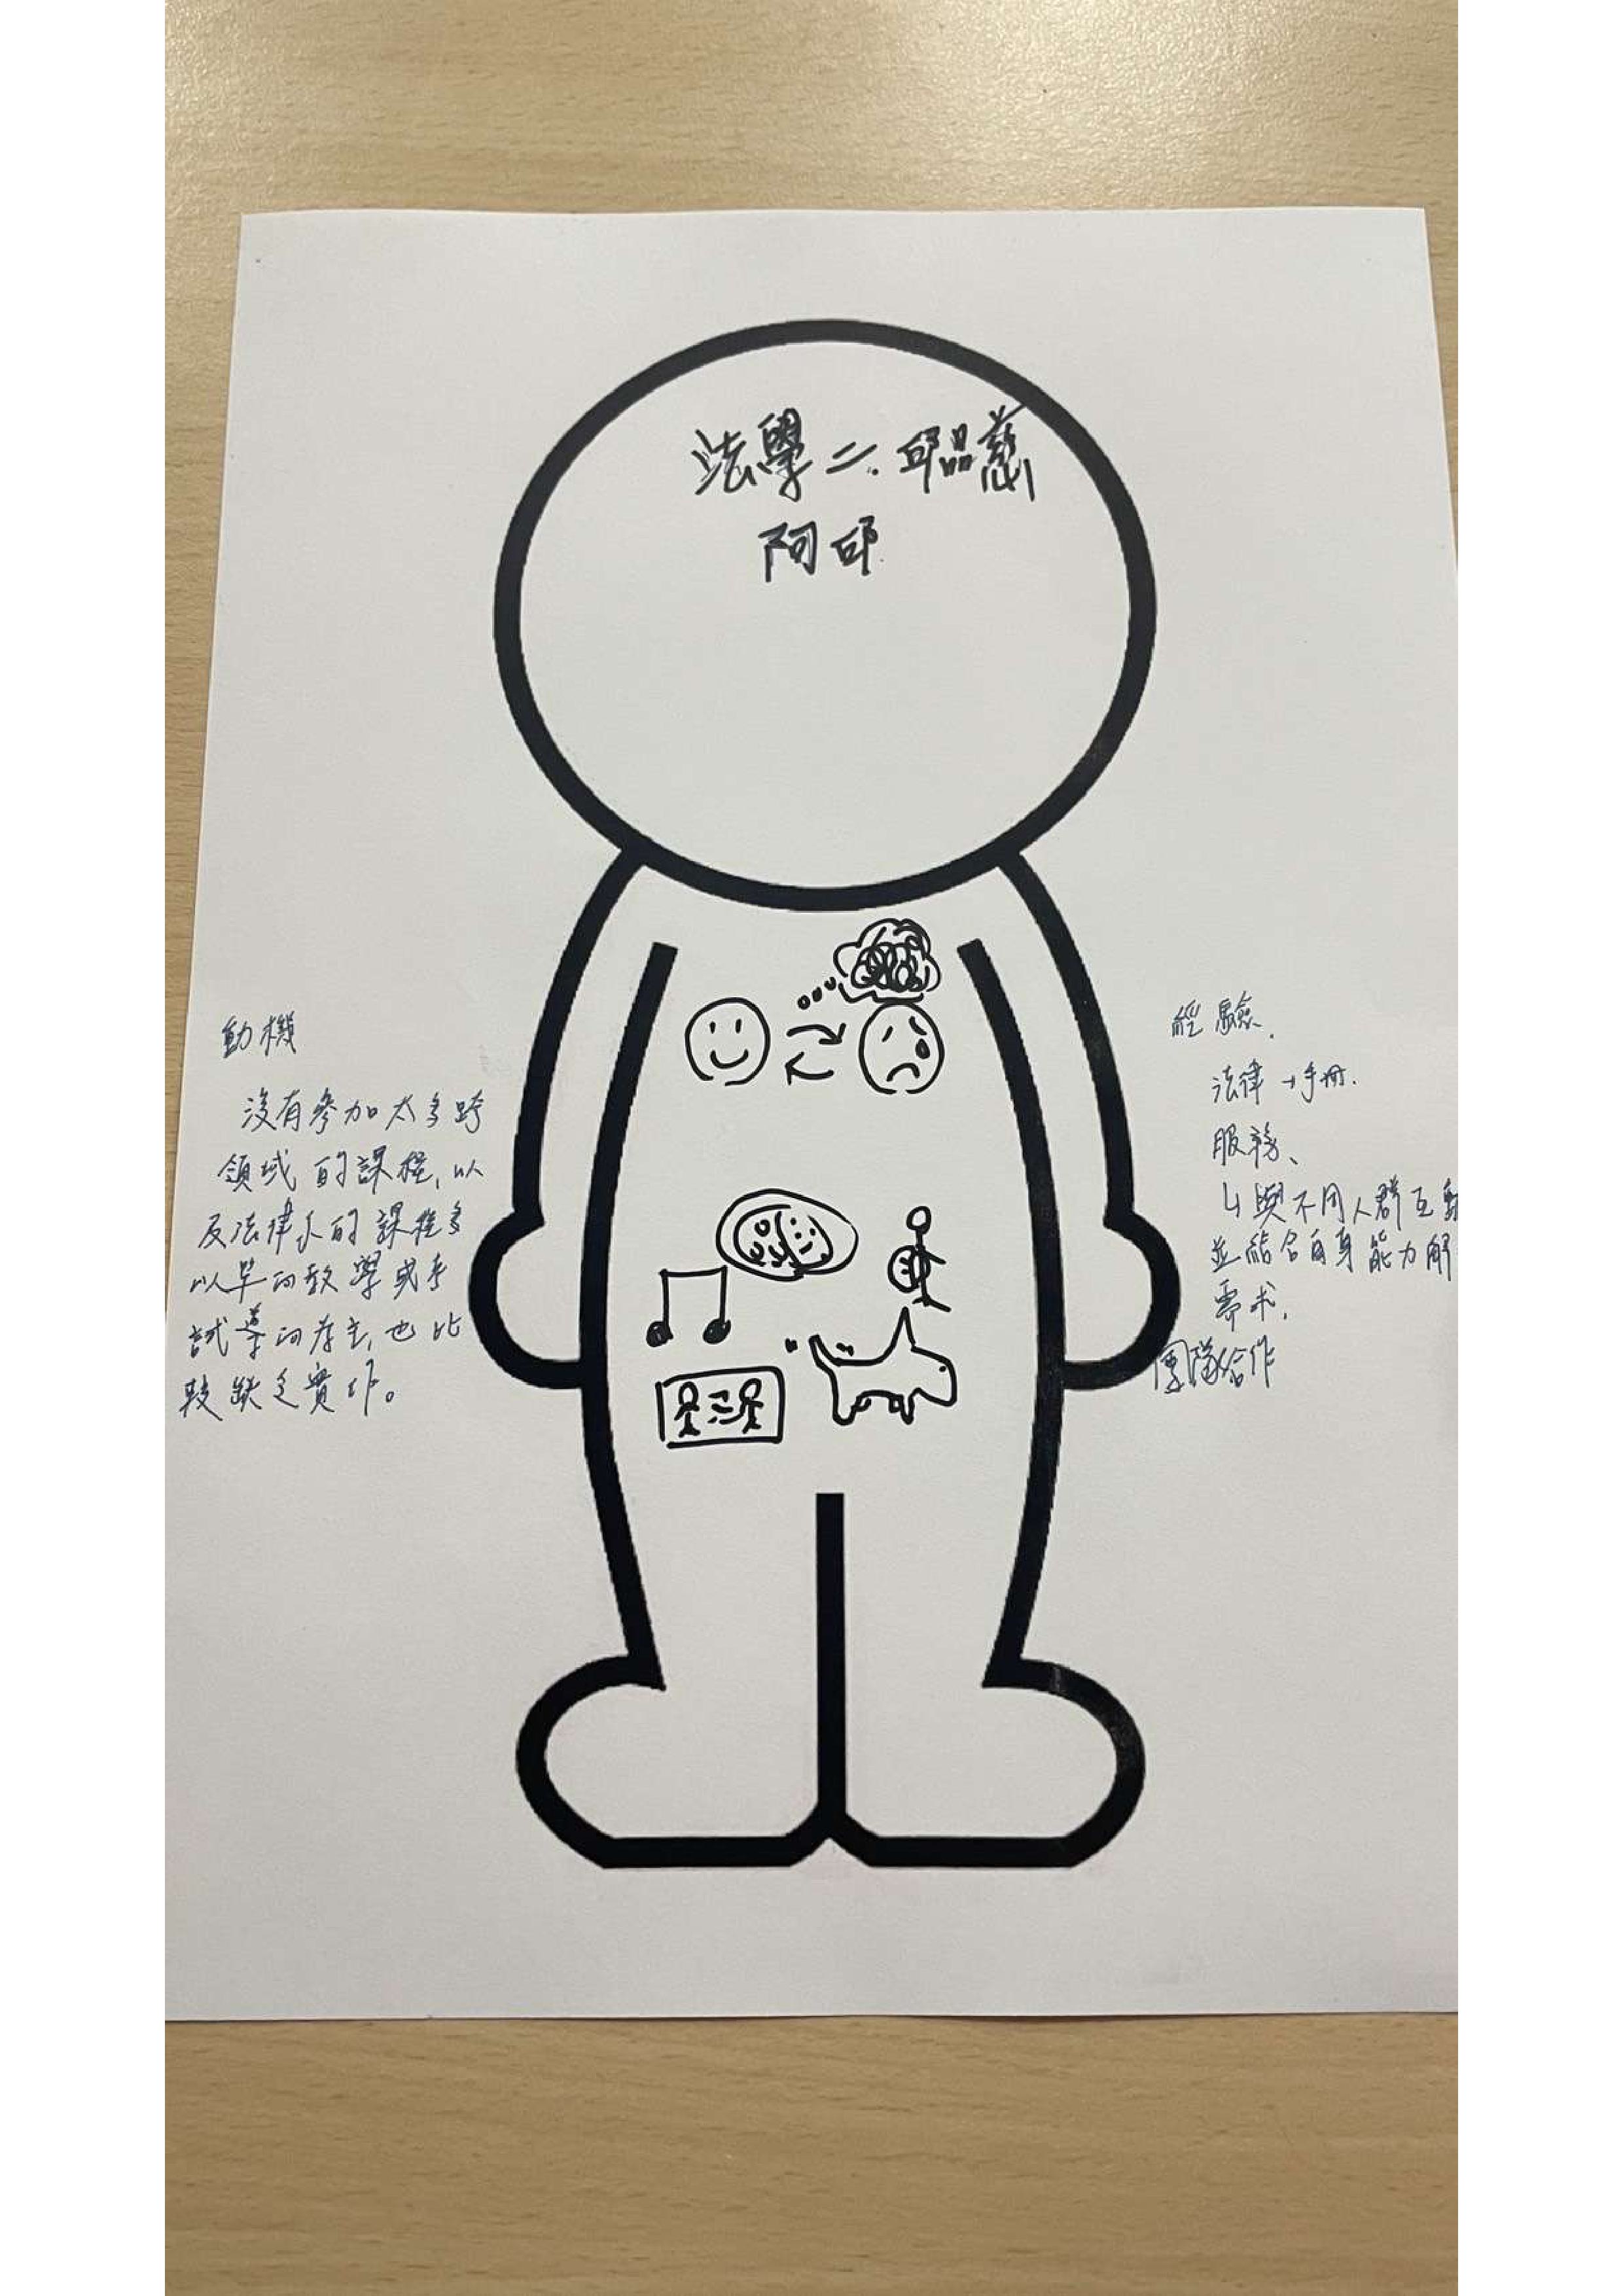 法學二. 邱品慈
阿邱
動機
沒有參加太多跨
領域的課程,以
及法律系的課程多
以單向教學或考
試導向為主,也比
較缺乏實作。
經驗.
法律→手冊.
服務、
↳與不同人群互動
並結合自身能力解
需求,
團隊合作